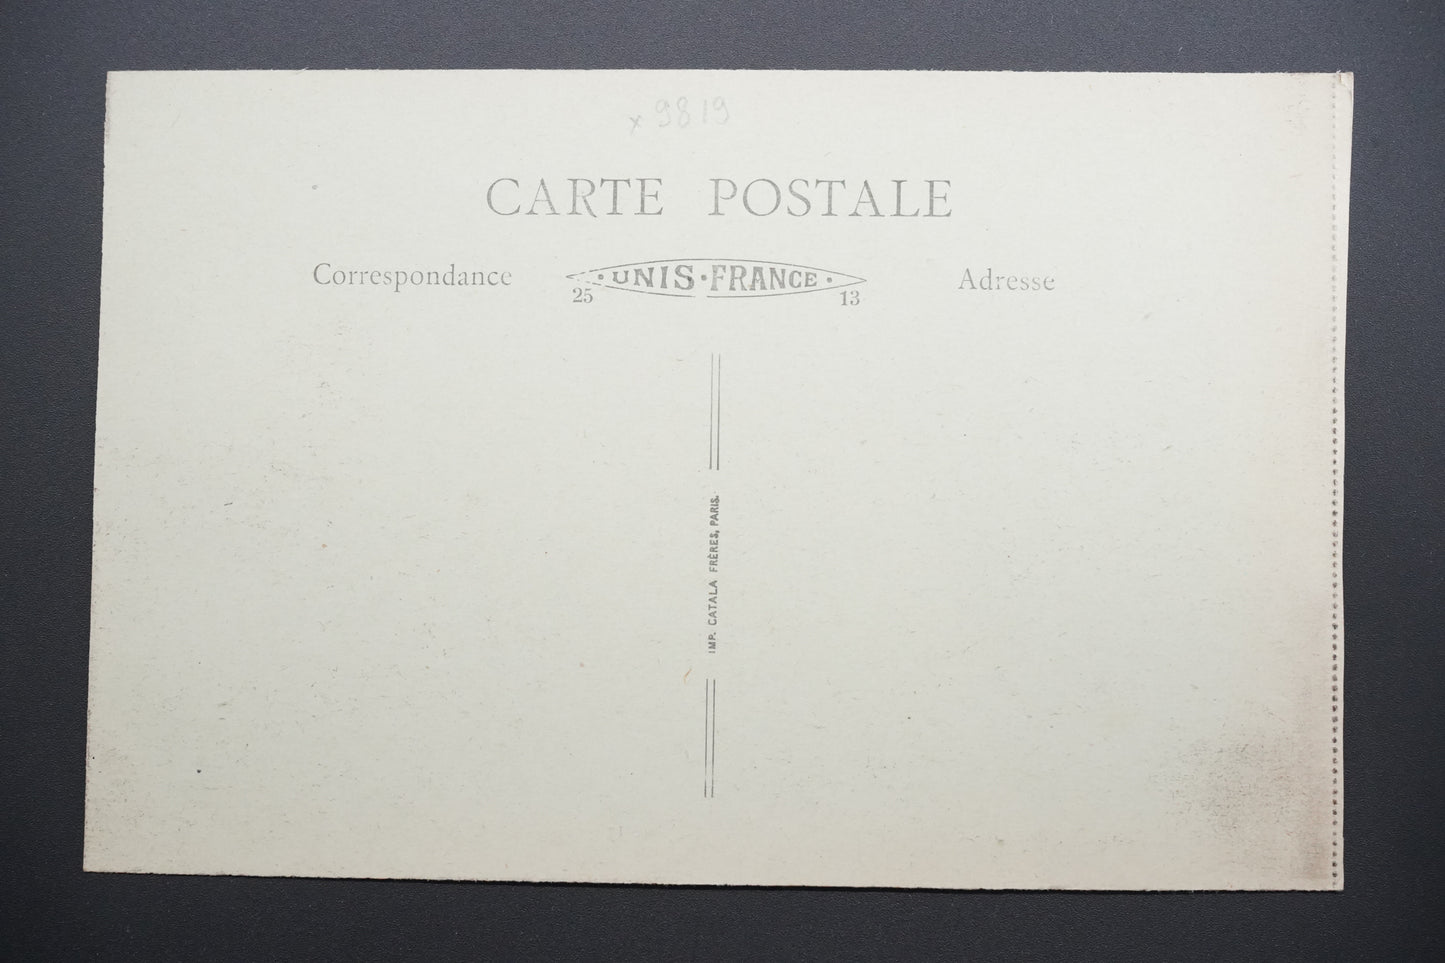 x 9819
CARTE POSTALE
Correspondance
· UNIS · FRANCE ·
25 13
Adresse
IMP. CATALA FRÈRES, PARIS.